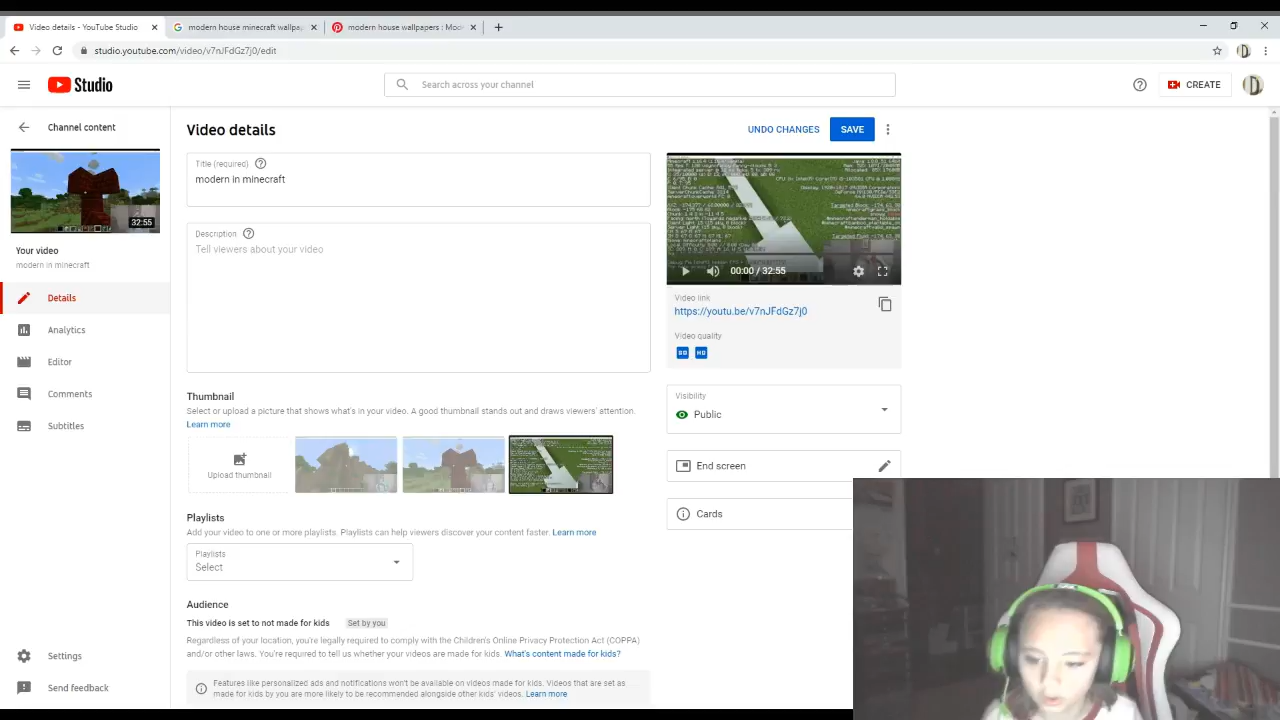 Video details - YouTube Studio
modern house minecraft wallpa
modern house wallpapers : Moc
studio.youtube.com/video/v7nJFdGz7j0/edit
Studio
Search across your channel
CREATE
Channel content
32:55
Your video
modern in minecraft
Details
Analytics
Editor
Comments
Subtitles
Settings
Send feedback
Video details
UNDO CHANGES
SAVE
Title (required)
modern in minecraft
Description
Tell viewers about your video
Thumbnail
Select or upload a picture that shows what's in your video. A good thumbnail stands out and draws viewers' attention.
Learn more
Upload thumbnail
Playlists
Add your video to one or more playlists. Playlists can help viewers discover your content faster. Learn more
Playlists
Select
Audience
This video is set to not made for kids
Set by you
Regardless of your location, you're legally required to comply with the Children's Online Privacy Protection Act (COPPA)
and/or other laws. You're required to tell us whether your videos are made for kids. What's content made for kids?
Features like personalized ads and notifications won't be available on videos made for kids. Videos that are set as
made for kids by you are more likely to be recommended alongside other kids' videos. Learn more
00:00 / 32:55
Video link
https://youtu.be/v7nJFdGz7j0
Video quality
SD HD
Visibility
Public
End screen
Cards